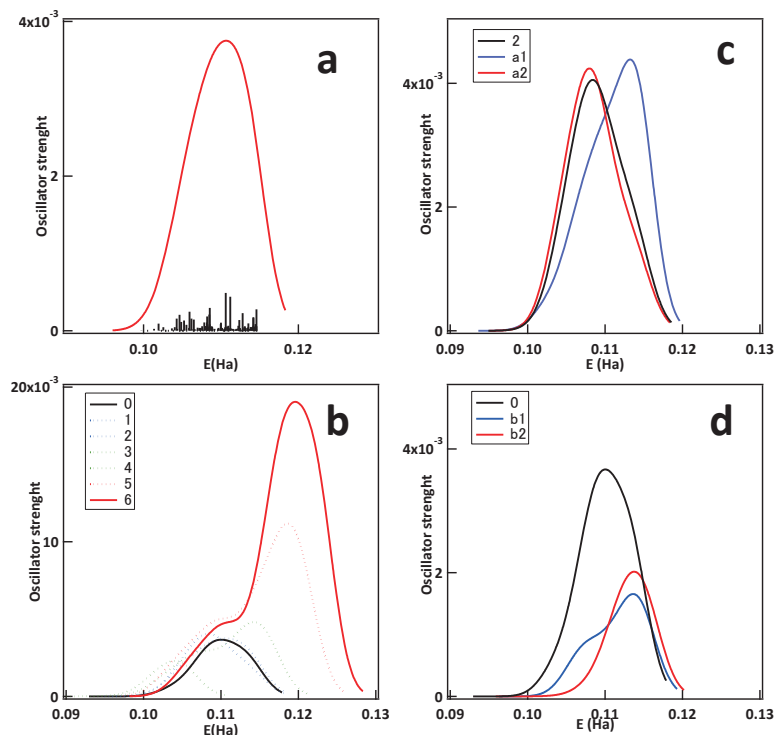 4x10-3
a
Oscillator strenght
2
0
0.10
0.12
E(Ha)
c
2
a1
a2
4x10-3
Oscillator strenght
2
0
0.09
0.10
0.11
0.12
0.13
E (Ha)
20x10-3
b
0
1
2
3
4
5
6
Oscillator strenght
10
0
0.09
0.10
0.11
0.12
0.13
E(Ha)
d
0
b1
b2
4x10-3
Oscillator strenght
2
0
0.09
0.10
0.11
0.12
0.13
E (Ha)